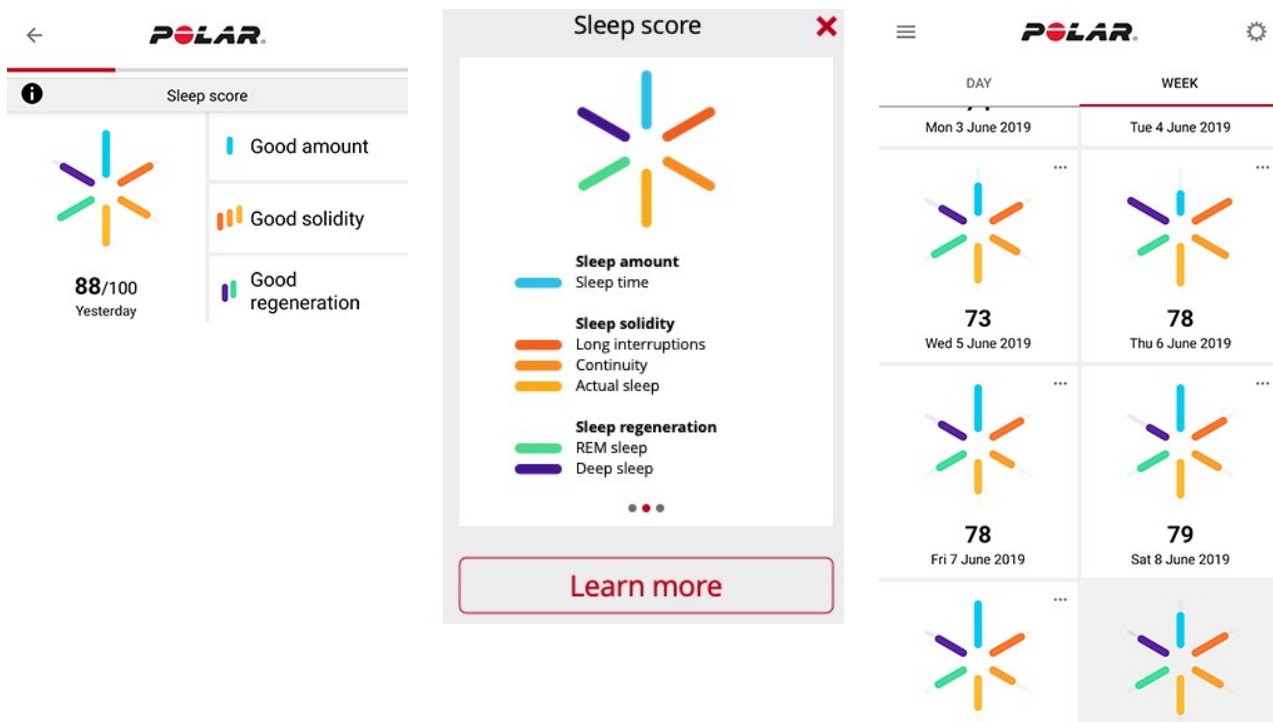 POLAR
Sleep score
Good amount
Good solidity
Good
regeneration
88/100
Yesterday
Sleep score
Sleep amount
Sleep time
Sleep solidity
Long interruptions
Continuity
Actual sleep
Sleep regeneration
REM sleep
Deep sleep
Learn more
POLAR
DAY
WEEK
Mon 3 June 2019
Tue 4 June 2019
73
Wed 5 June 2019
78
Thu 6 June 2019
78
Fri 7 June 2019
79
Sat 8 June 2019